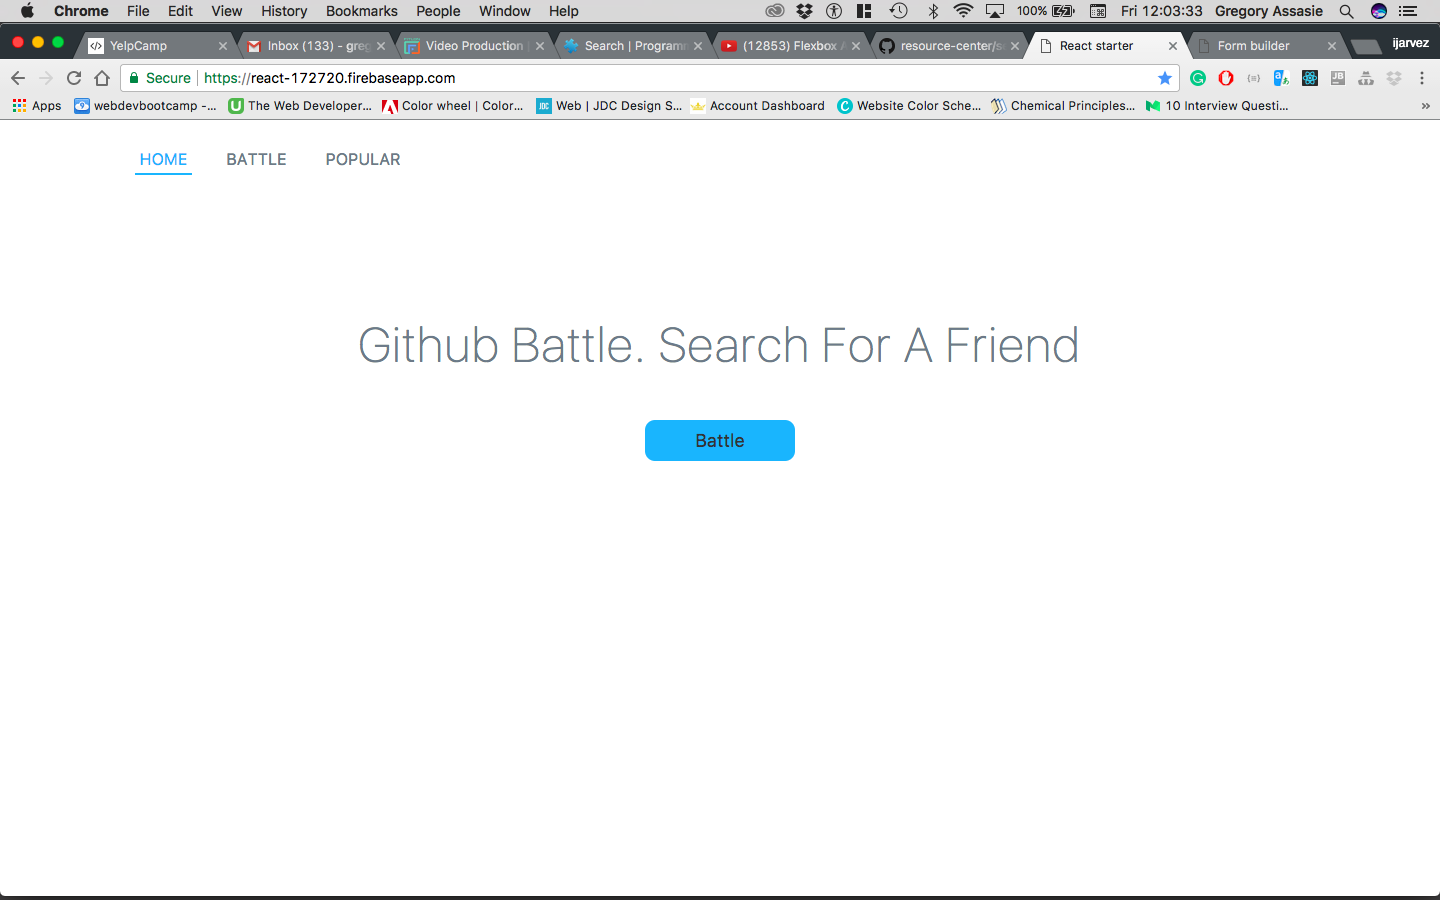 Chrome File Edit View History Bookmarks People Window Help 100% Fri 12:03:33 Gregory Assasie
YelpCamp Inbox (133) - greg Video Production Search | Programm (12853) Flexbox A resource-center/s React starter Form builder ijarvez
Secure https://react-172720.firebaseapp.com
Apps webdevbootcamp -... The Web Developer... Color wheel | Color... JDC Web | JDC Design S... Account Dashboard Website Color Sche... Chemical Principles... 10 Interview Questi... »
HOME BATTLE POPULAR
Github Battle. Search For A Friend
Battle